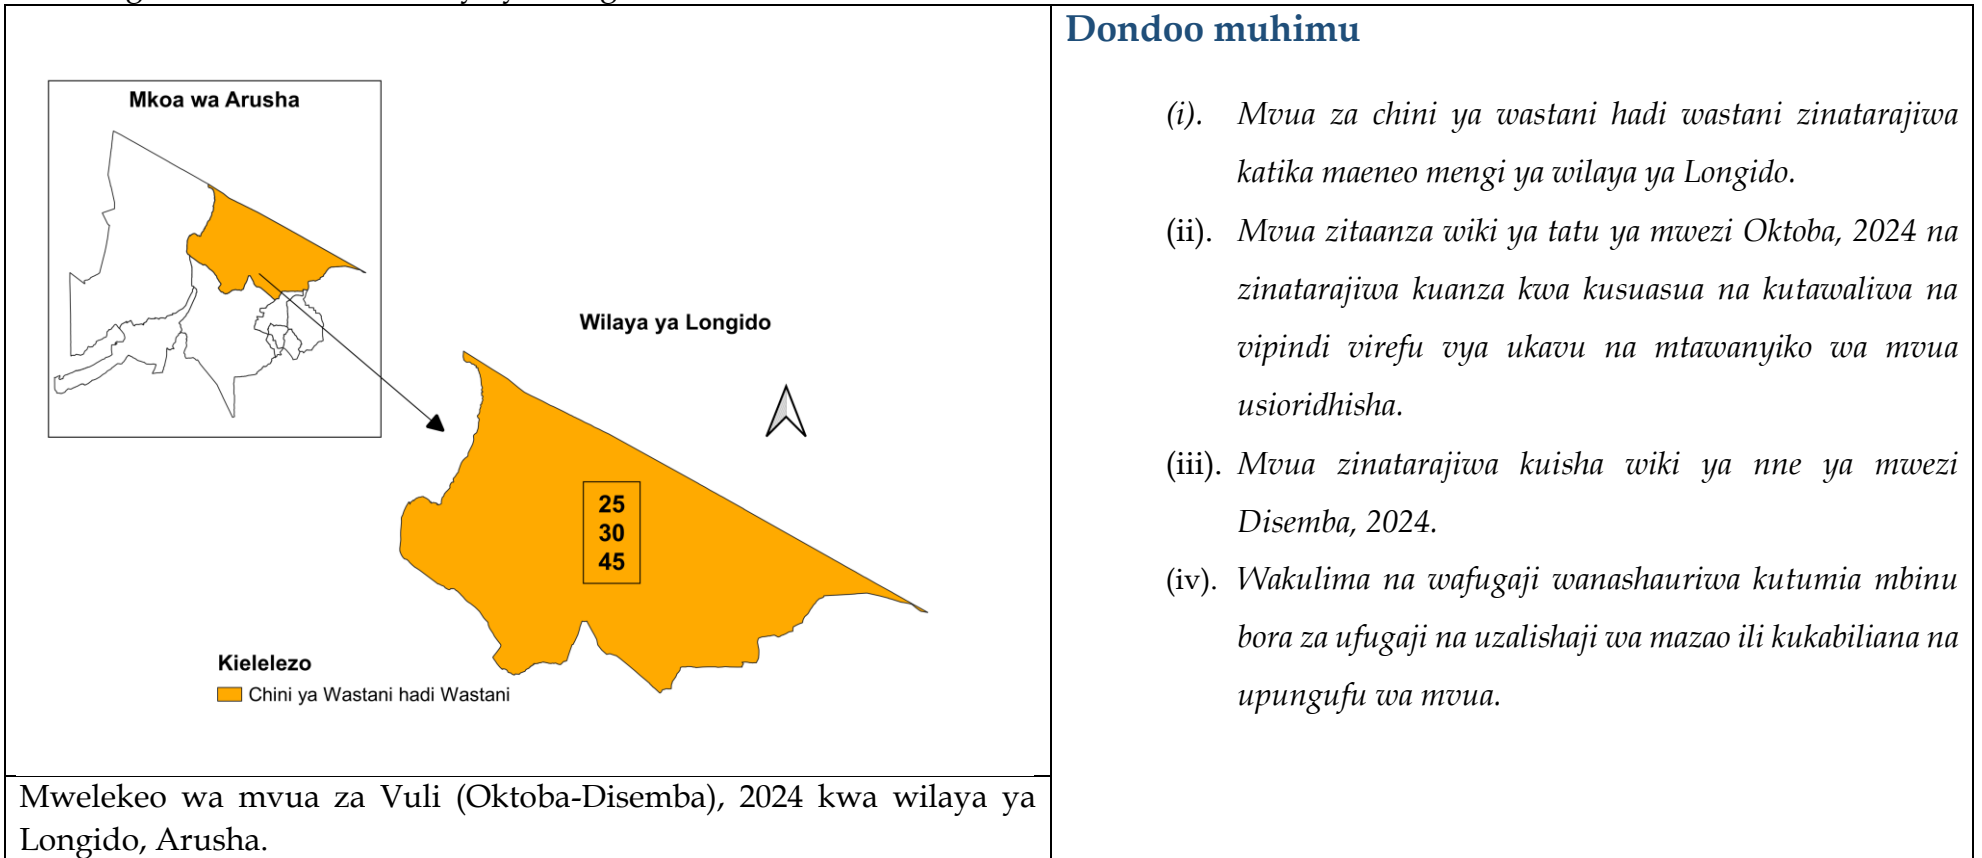 Mkoa wa Arusha
Wilaya ya Longido
25
30
45
Kielelezo
Chini ya Wastani hadi Wastani
Mwelekeo wa mvua za Vuli (Oktoba-Disemba), 2024 kwa wilaya ya
Longido, Arusha.
Dondoo muhimu
(i). Mvua za chini ya wastani hadi wastani zinatarajiwa
katika maeneo mengi ya wilaya ya Longido.
(ii). Mvua zitaanza wiki ya tatu ya mwezi Oktoba, 2024 na
zinatarajiwa kuanza kwa kusuasua na kutawaliwa na
vipindi virefu vya ukavu na mtawanyiko wa mvua
usioridhisha.
(iii). Mvua zinatarajiwa kuisha wiki ya nne ya mwezi
Disemba, 2024.
(iv). Wakulima na wafugaji wanashauriwa kutumia mbinu
bora za ufugaji na uzalishaji wa mazao ili kukabiliana na
upungufu wa mvua.